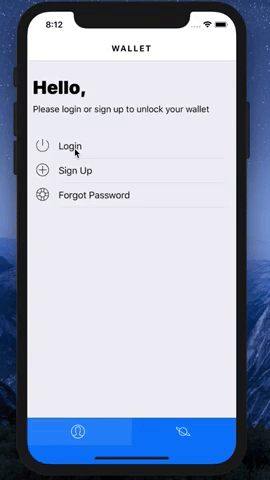 8:12
WALLET
Hello,
Please login or sign up to unlock your wallet
Login
Sign Up
Forgot Password